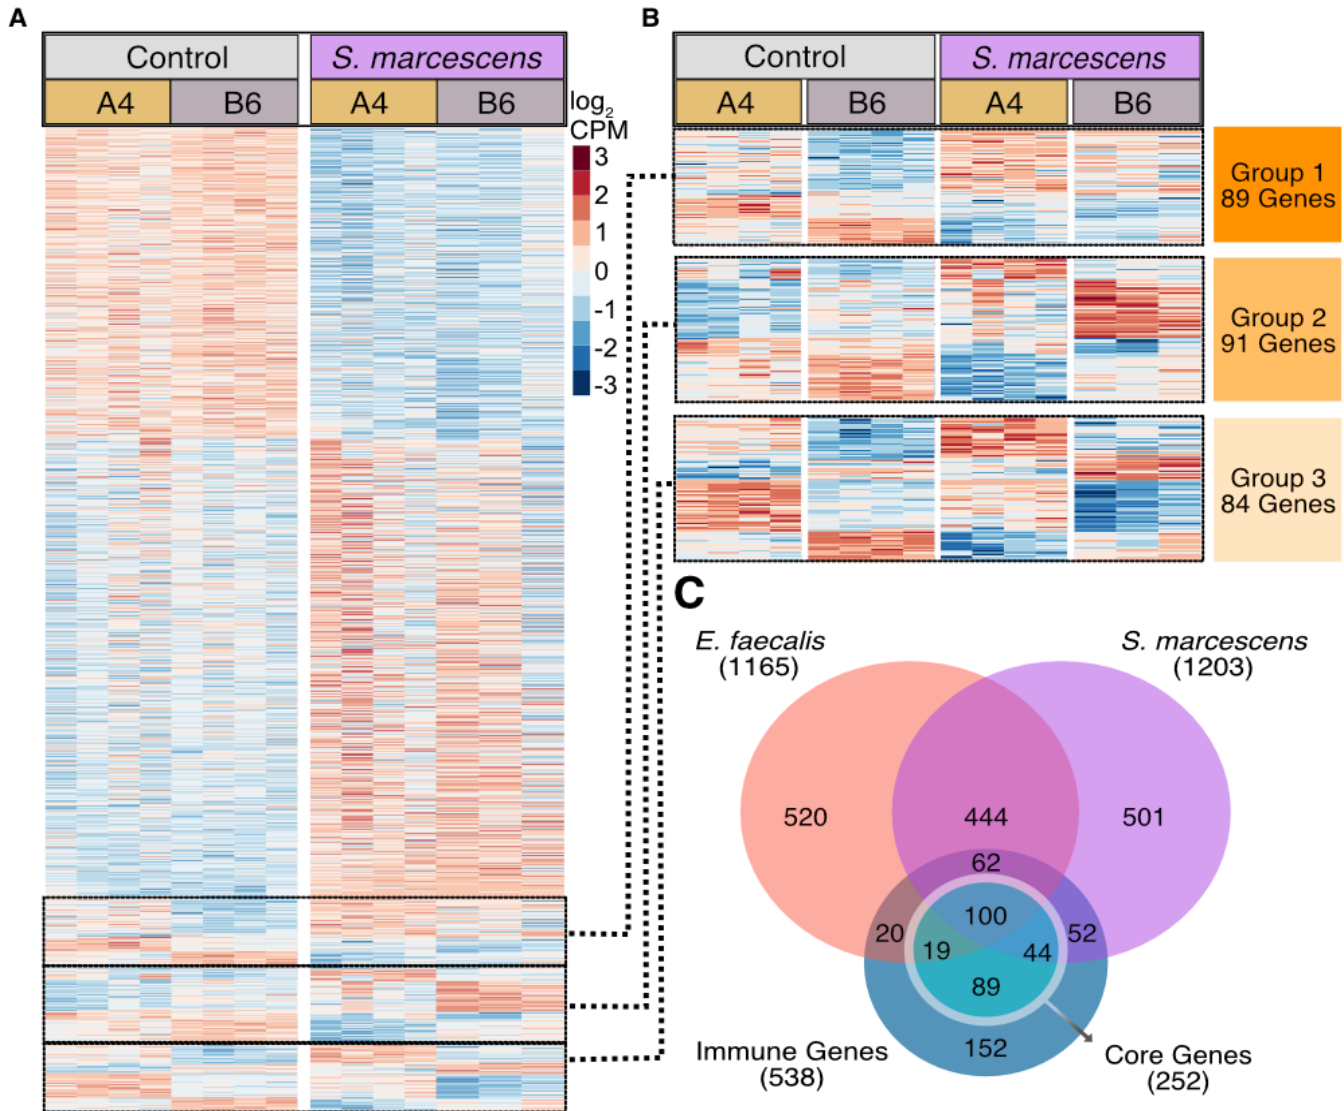 A
Control
S. marcescens
A4
B6
A4
B6
log2
CPM
3
2
1
0
-1
-2
-3
B
Control
S. marcescens
A4
B6
A4
B6
Group 1
89 Genes
Group 2
91 Genes
Group 3
84 Genes
C
E. faecalis
(1165)
S. marcescens
(1203)
520
444
501
62
100
20
19
44
52
89
152
Immune Genes
(538)
Core Genes
(252)